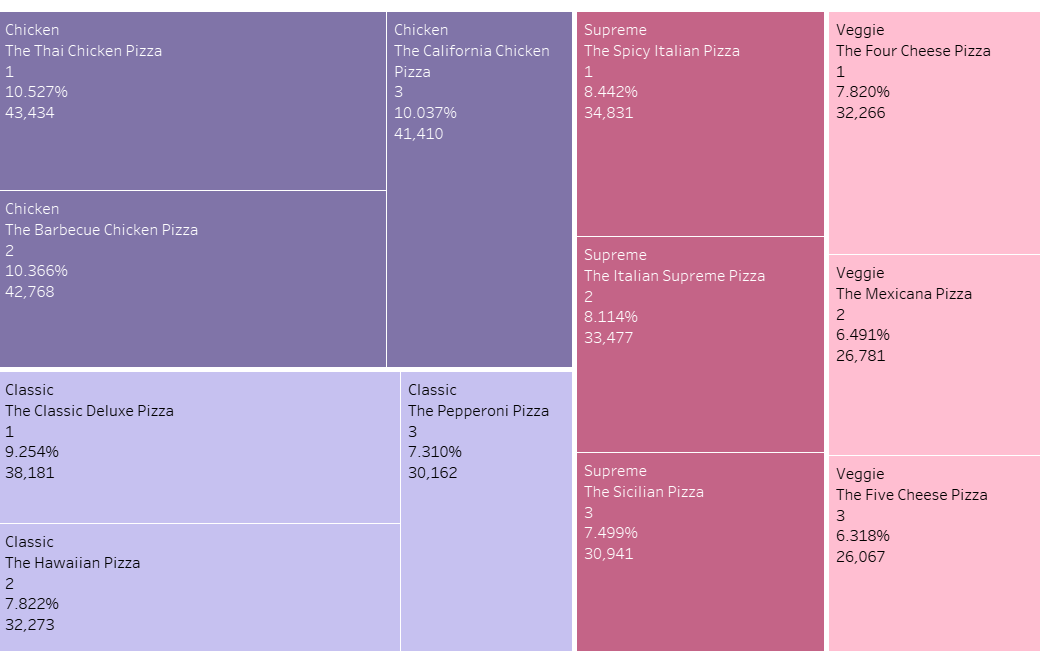 Chicken
The Thai Chicken Pizza
1
10.527%
43,434
Chicken
The Barbecue Chicken Pizza
2
10.366%
42,768
Chicken
The California Chicken
Pizza
3
10.037%
41,410
Classic
The Classic Deluxe Pizza
1
9.254%
38,181
Classic
The Hawaiian Pizza
2
7.822%
32,273
Classic
The Pepperoni Pizza
3
7.310%
30,162
Supreme
The Spicy Italian Pizza
1
8.442%
34,831
Supreme
The Italian Supreme Pizza
2
8.114%
33,477
Supreme
The Sicilian Pizza
3
7.499%
30,941
Veggie
The Four Cheese Pizza
1
7.820%
32,266
Veggie
The Mexicana Pizza
2
6.491%
26,781
Veggie
The Five Cheese Pizza
3
6.318%
26,067